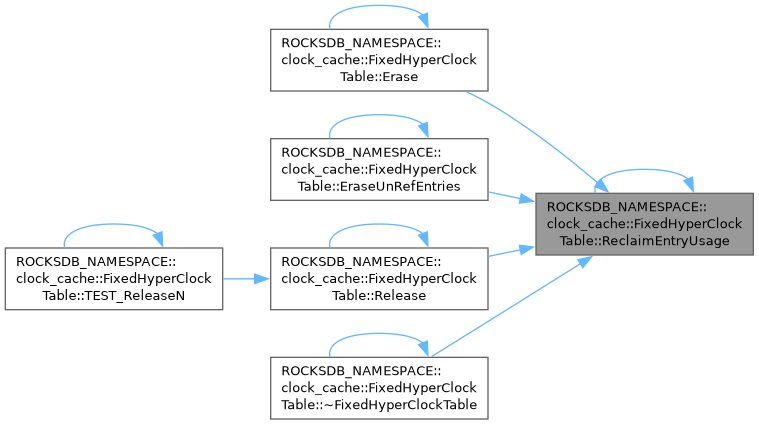 ROCKSDB_NAMESPACE::
clock_cache::FixedHyperClock
Table::Erase
ROCKSDB_NAMESPACE::
clock_cache::FixedHyperClock
Table::EraseUnRefEntries
ROCKSDB_NAMESPACE::
clock_cache::FixedHyperClock
Table::ReclaimEntryUsage
ROCKSDB_NAMESPACE::
clock_cache::FixedHyperClock
Table::TEST_ReleaseN
ROCKSDB_NAMESPACE::
clock_cache::FixedHyperClock
Table::Release
ROCKSDB_NAMESPACE::
clock_cache::FixedHyperClock
Table::~FixedHyperClockTable